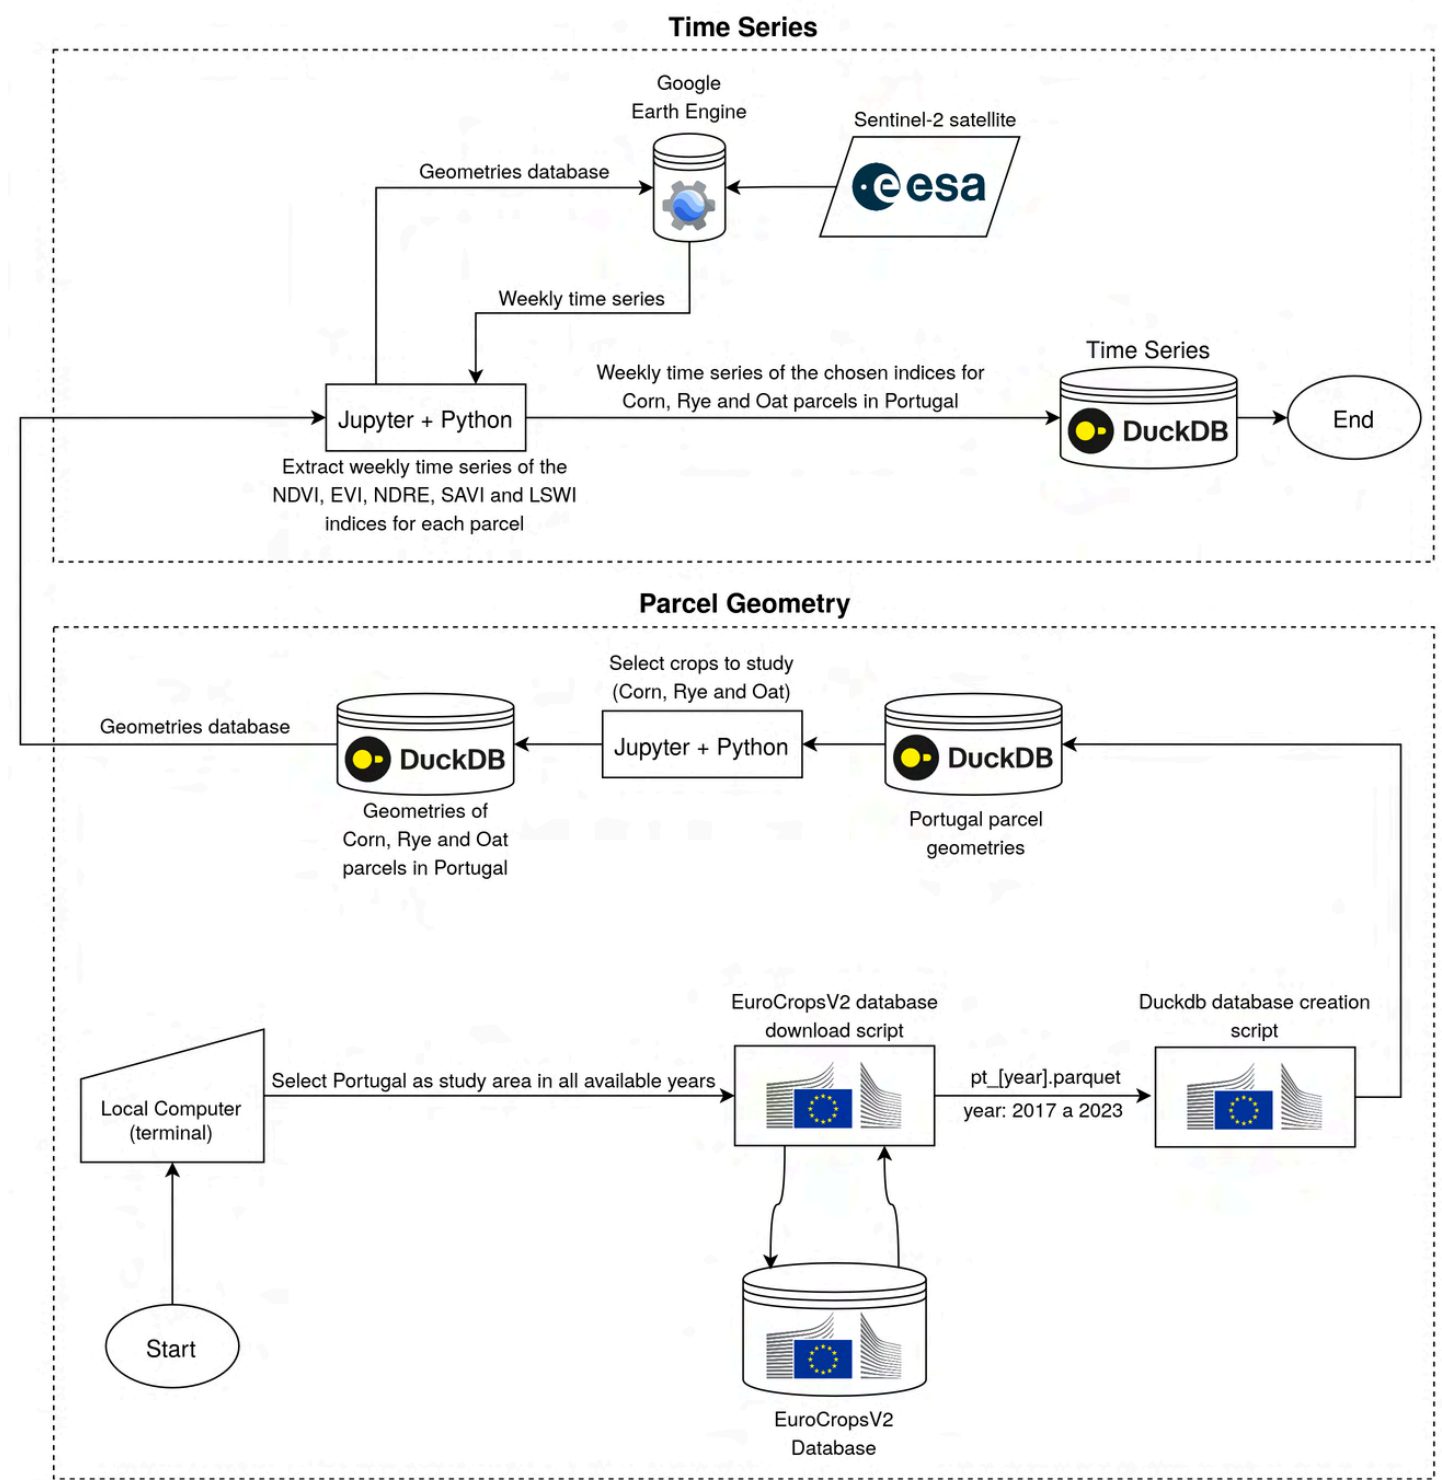 Time Series
Google
Earth Engine
Sentinel-2 satellite
esa
Geometries database
Weekly time series
Time Series
Weekly time series of the chosen indices for
Corn, Rye and Oat parcels in Portugal
Jupyter + Python
DuckDB
End
Extract weekly time series of the
NDVI, EVI, NDRE, SAVI and LSWI
indices for each parcel
Parcel Geometry
Select crops to study
(Corn, Rye and Oat)
Geometries database
DuckDB
Jupyter + Python
DuckDB
Geometries of
Corn, Rye and Oat
parcels in Portugal
Portugal parcel
geometries
EuroCropsV2 database
download script
Duckdb database creation
script
Select Portugal as study area in all available years
pt_[year].parquet
year: 2017 a 2023
Local Computer
(terminal)
Start
EuroCropsV2
Database